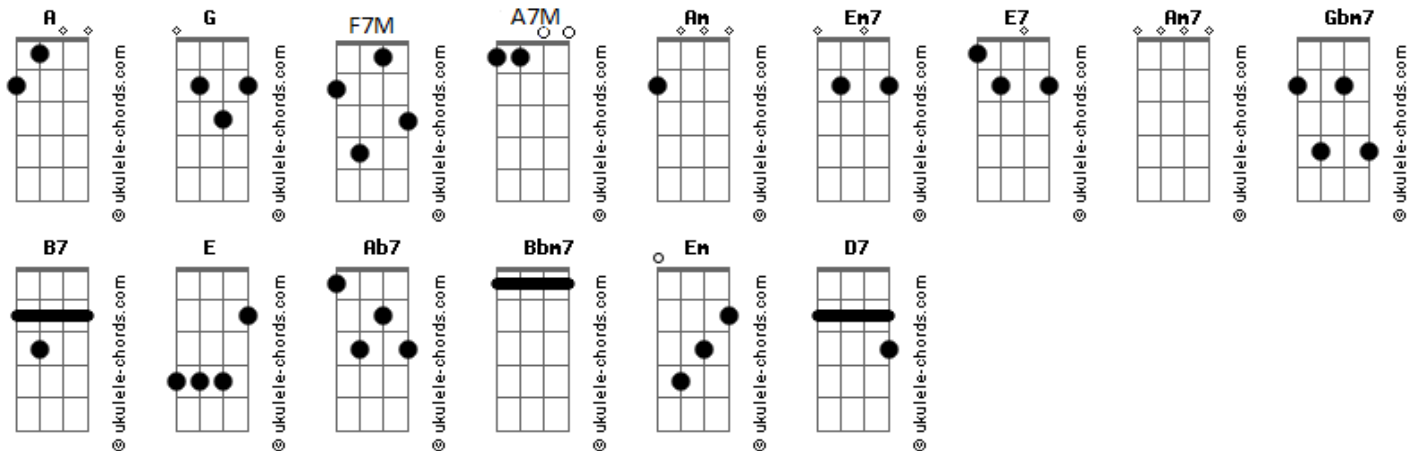 A G F7M A7M Am Em7 E7 Am7 Gbm7
© ukulele-chords.com © ukulele-chords.com © ukulele-chords.com © ukulele-chords.com © ukulele-chords.com © ukulele-chords.com © ukulele-chords.com © ukulele-chords.com © ukulele-chords.com
B7 E Ab7 Bbm7 Em D7
© ukulele-chords.com © ukulele-chords.com © ukulele-chords.com © ukulele-chords.com © ukulele-chords.com © ukulele-chords.com